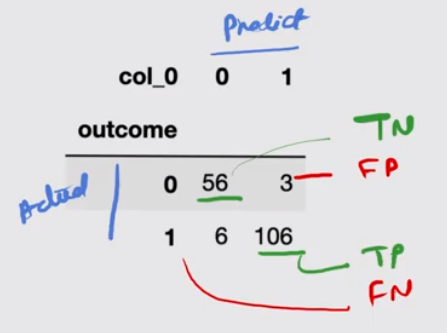 Predict
col_0 0 1
outcome
TN
Actual 0 56 3 FP
1 6 106 TP
FN